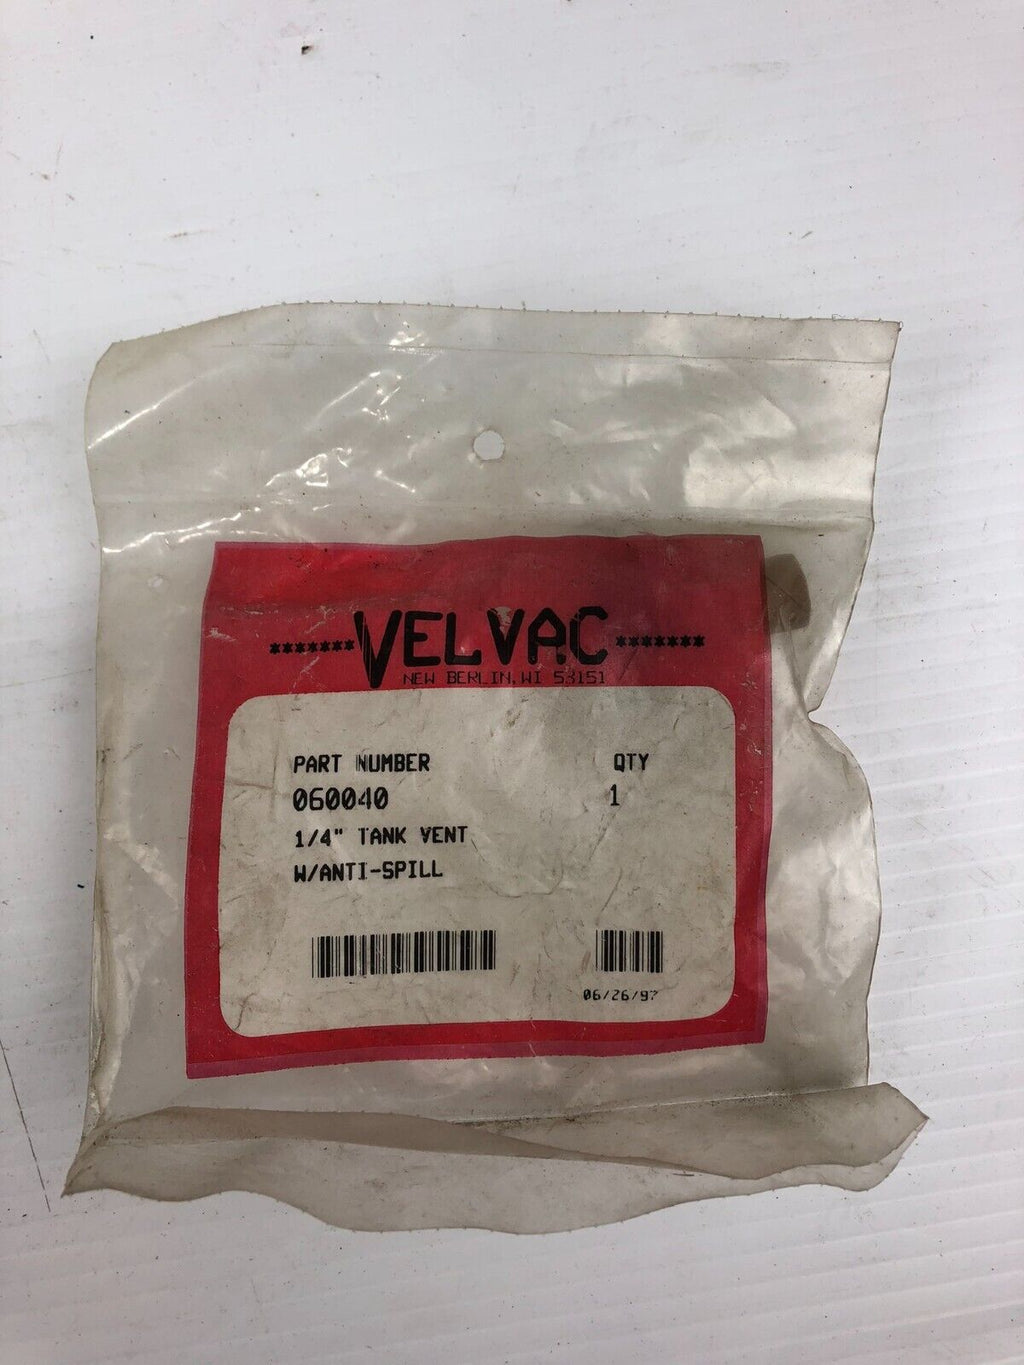 *******VELVAC*******
NEW BERLIN, WI 53151
PART NUMBER QTY
060040 1
1/4" TANK VENT
W/ANTI-SPILL
06/26/97